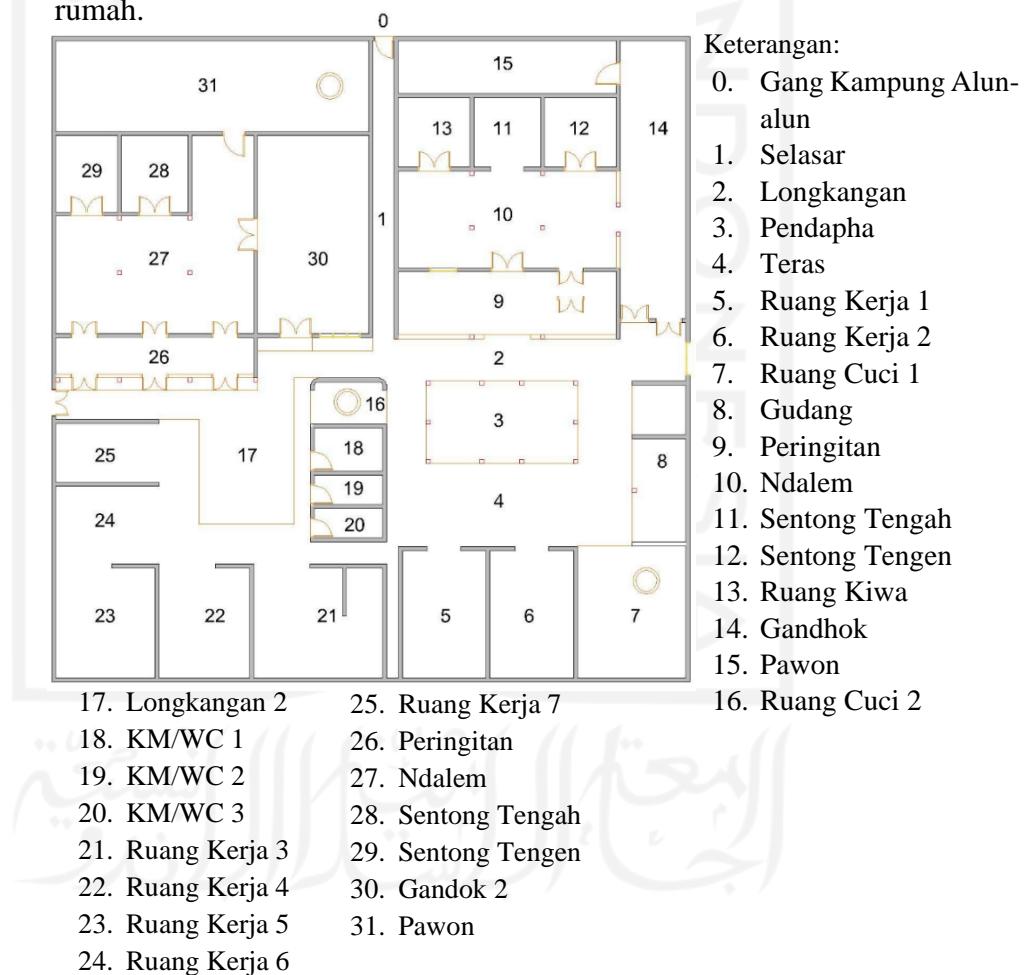 rumah.
0
15
31
13 11 12 14
29 28
1
10
27 30
9
26 2
16
3
18
25 17 8
19
4
24 20
23 22 21 5 6 7
Keterangan:
0. Gang Kampung Alun-
alun
1. Selasar
2. Longkangan
3. Pendapha
4. Teras
5. Ruang Kerja 1
6. Ruang Kerja 2
7. Ruang Cuci 1
8. Gudang
9. Peringitan
10. Ndalem
11. Sentong Tengah
12. Sentong Tengen
13. Ruang Kiwa
14. Gandhok
15. Pawon
16. Ruang Cuci 2
17. Longkangan 2
18. KM/WC 1
19. KM/WC 2
20. KM/WC 3
21. Ruang Kerja 3
22. Ruang Kerja 4
23. Ruang Kerja 5
24. Ruang Kerja 6
25. Ruang Kerja 7
26. Peringitan
27. Ndalem
28. Sentong Tengah
29. Sentong Tengen
30. Gandok 2
31. Pawon